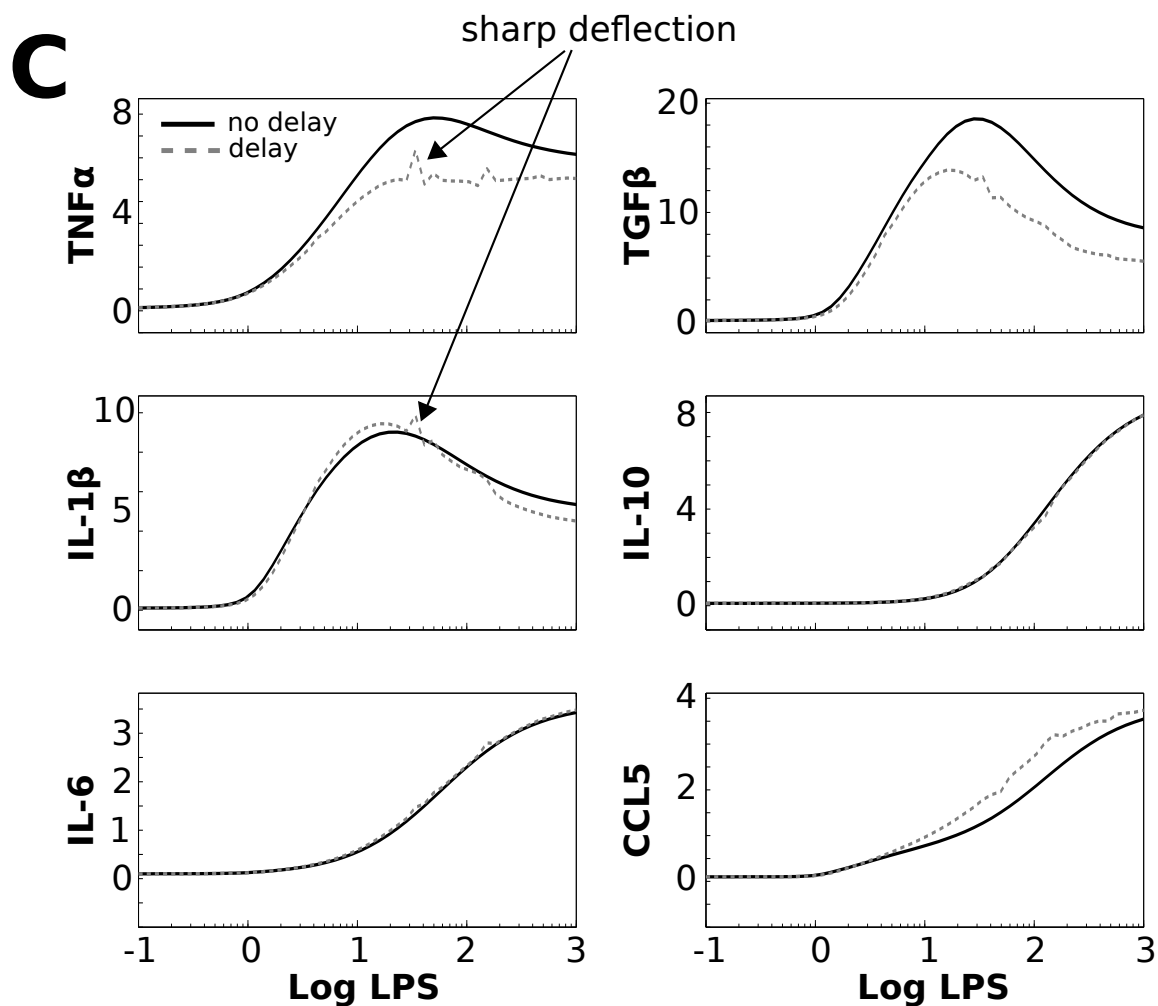 C
sharp deflection
no delay
delay
8
4
0
TNFα
20
10
0
TGFβ
10
5
0
IL-1β
8
4
0
IL-10
3
2
1
0
IL-6
4
2
0
CCL5
-1 0 1 2 3
Log LPS
-1 0 1 2 3
Log LPS